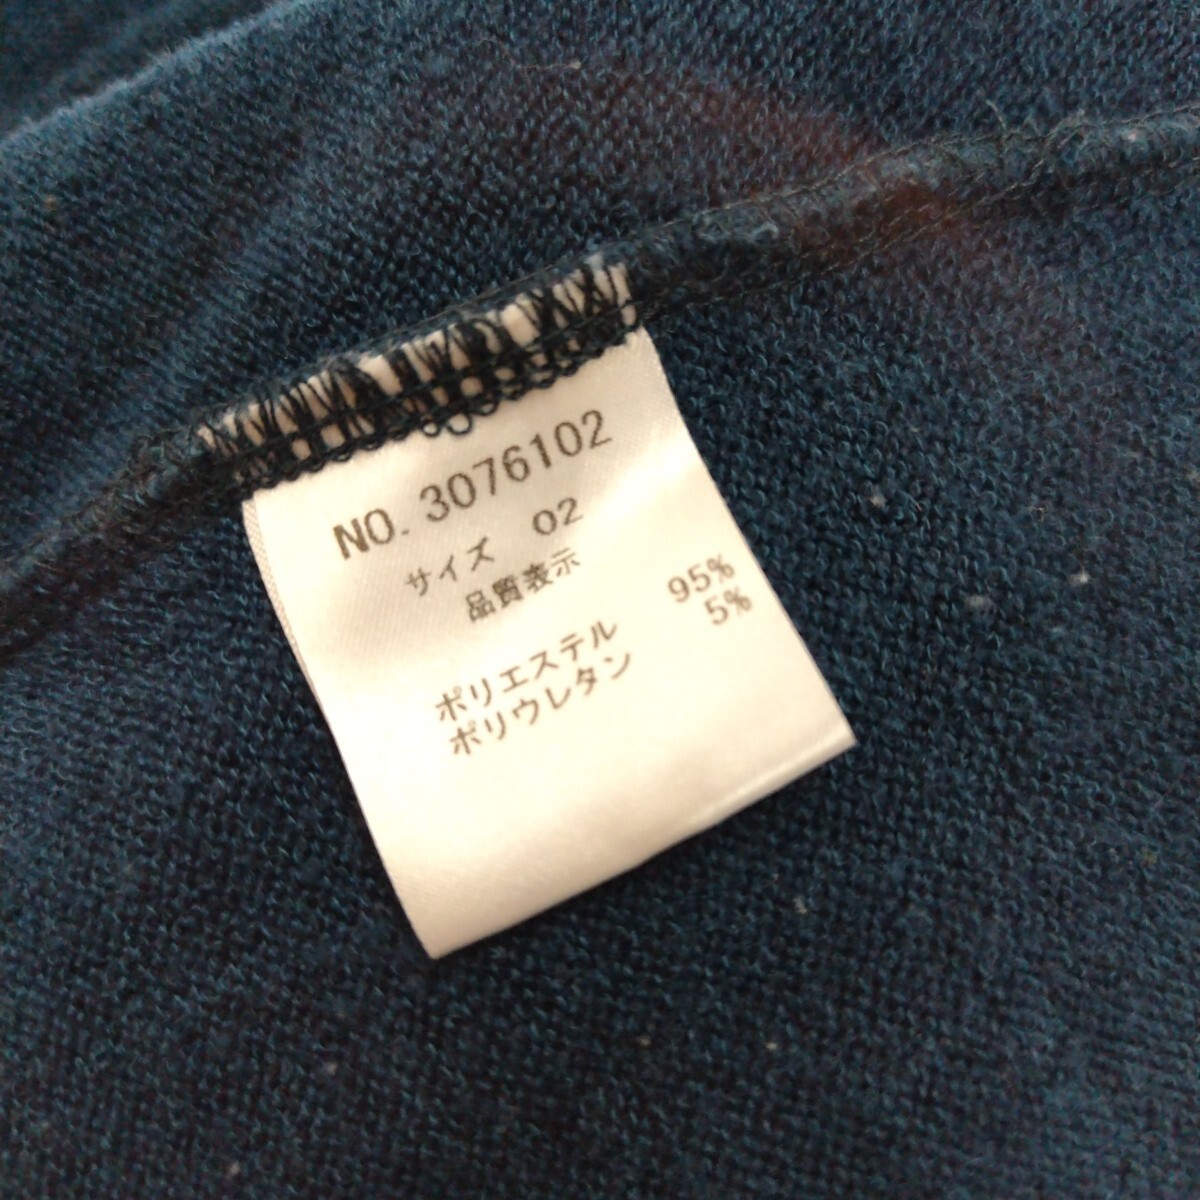 NO. 3076102
サイズ 02
品質表示
ポリエステル 95%
ポリウレタン 5%